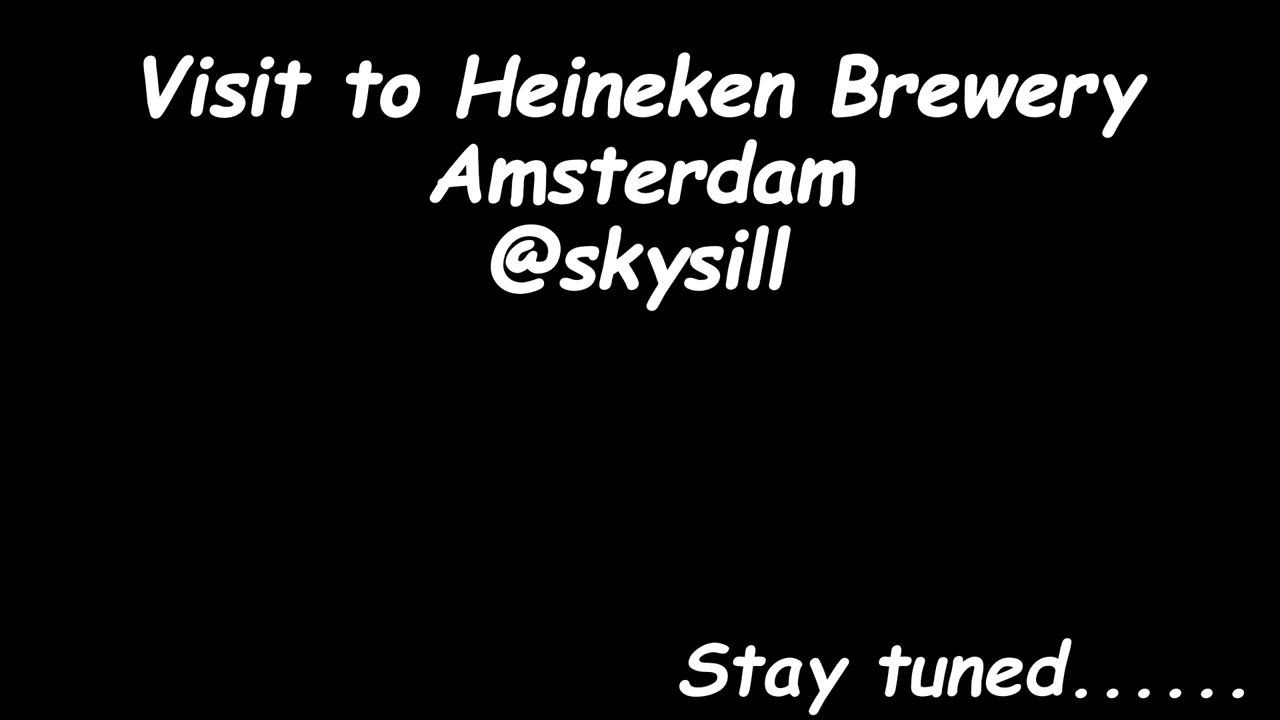 Visit to Heineken Brewery
Amsterdam
@skysill
Stay tuned......